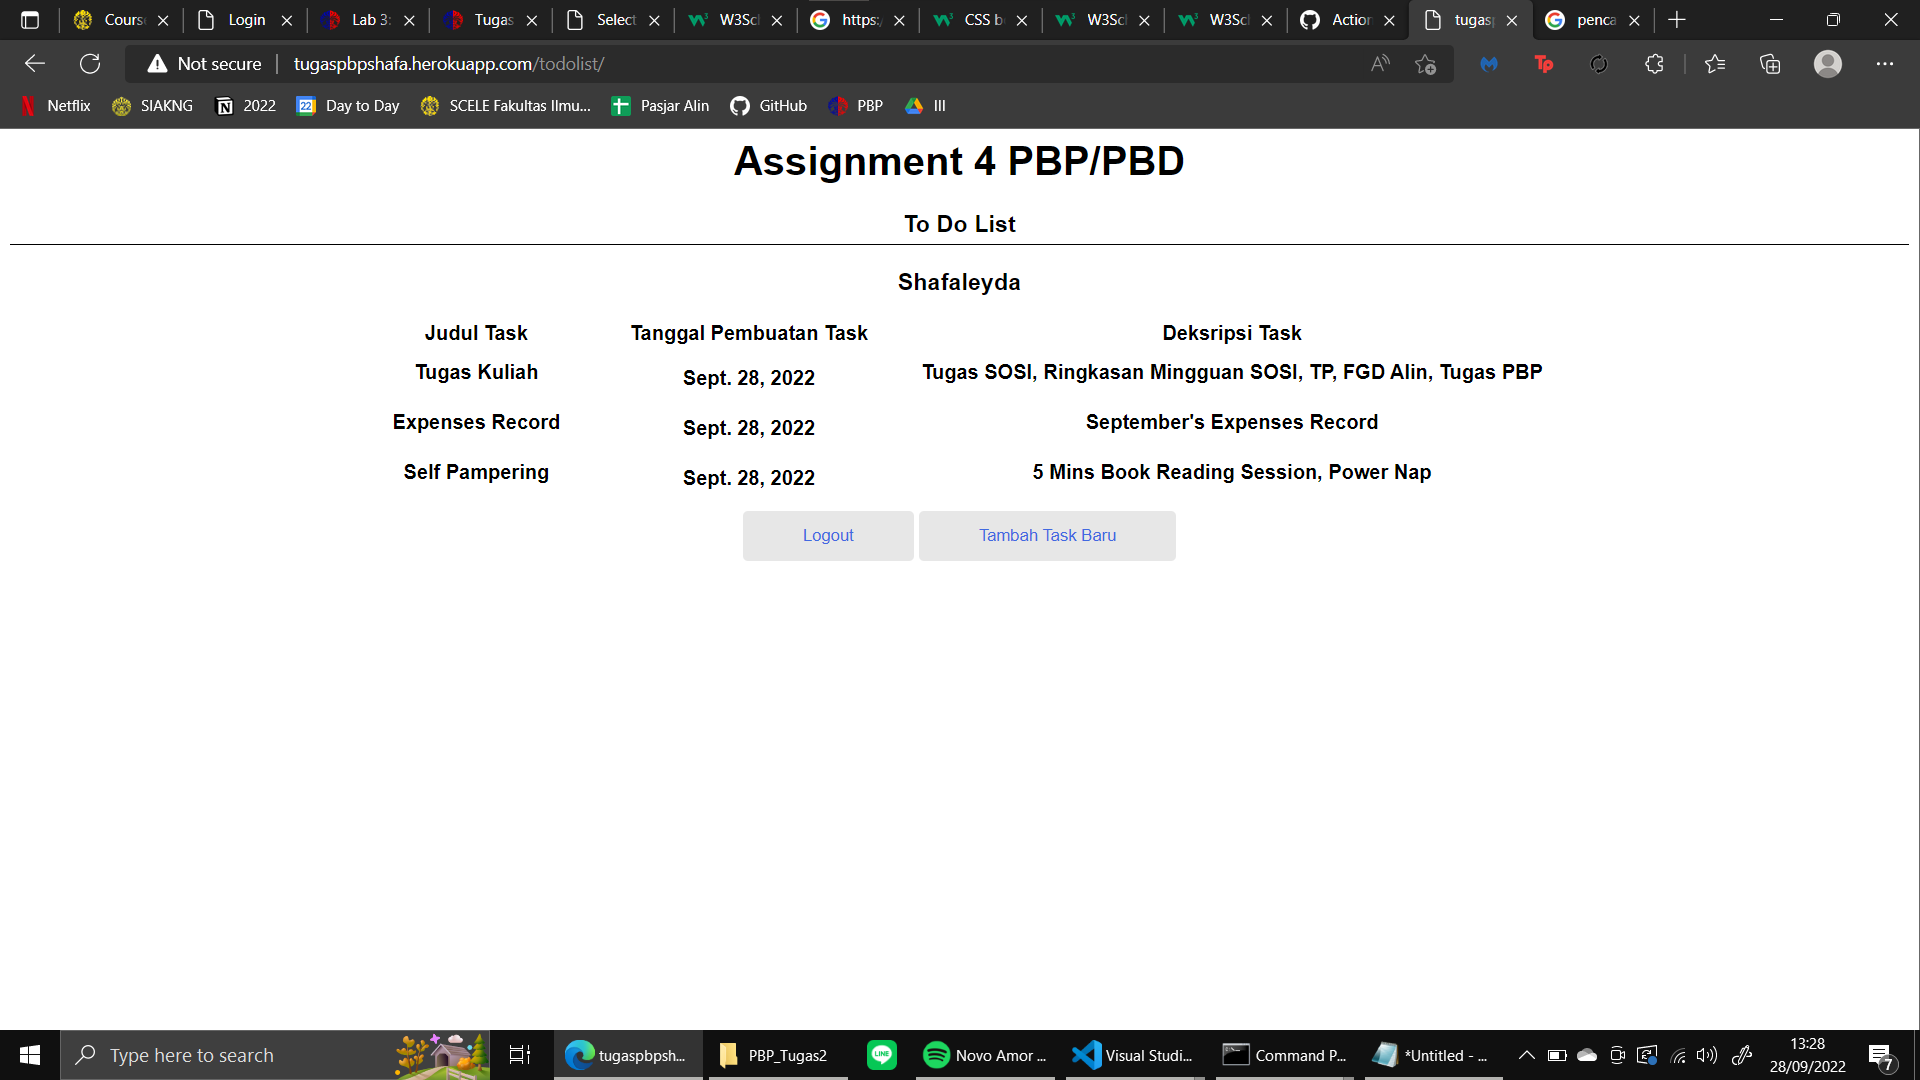 Cours Login Lab 3: Tugas Select W3Sc https:/ CSS b W3Sc W3Sc Action tugasp penca
Not secure tugaspbpshafa.herokuapp.com/todolist/
Netflix SIAKNG 2022 22 Day to Day SCELE Fakultas Ilmu... Pasjar Alin GitHub PBP III
Assignment 4 PBP/PBD
To Do List
Shafaleyda
Judul Task Tanggal Pembuatan Task Deksripsi Task
Tugas Kuliah Sept. 28, 2022 Tugas SOSI, Ringkasan Mingguan SOSI, TP, FGD Alin, Tugas PBP
Expenses Record Sept. 28, 2022 September's Expenses Record
Self Pampering Sept. 28, 2022 5 Mins Book Reading Session, Power Nap
Logout Tambah Task Baru
Type here to search tugaspbpsh... PBP_Tugas2 LINE Novo Amor ... Visual Studi... Command P... *Untitled - ... 13:28
28/09/2022 7